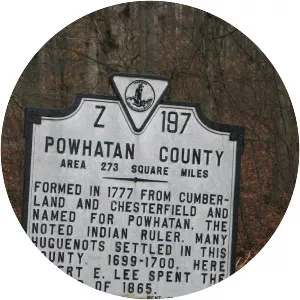 Z 197
POWHATAN COUNTY
AREA 273 SQUARE MILES
FORMED IN 1777 FROM CUMBER-
LAND AND CHESTERFIELD AND
NAMED FOR POWHATAN, THE
NOTED INDIAN RULER. MANY
HUGUENOTS SETTLED IN THIS
COUNTY, 1699-1700. HERE
ERT E. LEE SPENT THE
OF 1865.